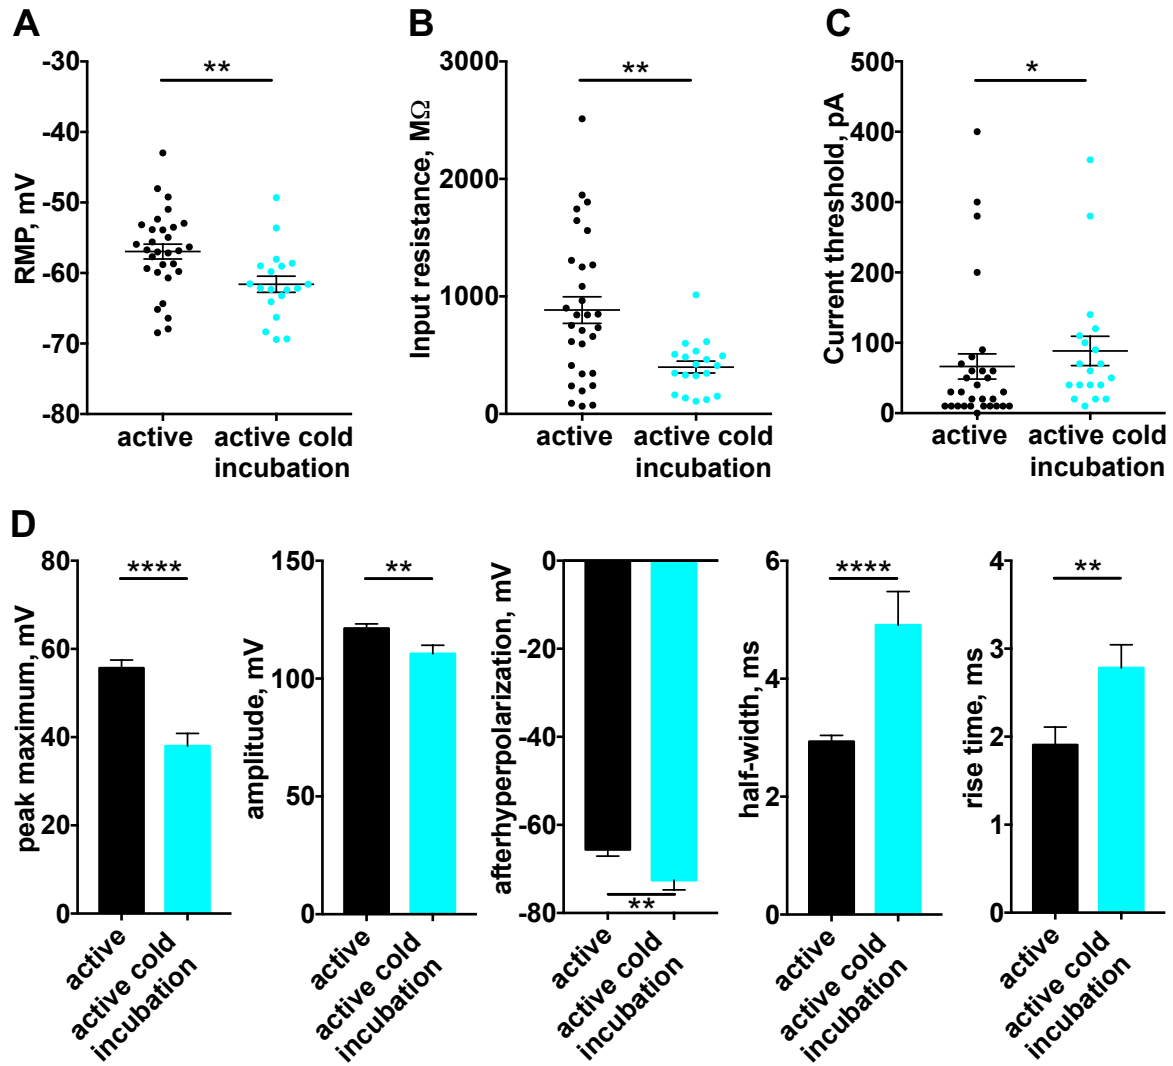 A
RMP, mV
-30
-40
-50
-60
-70
-80
**
active
active cold
incubation
B
Input resistance, MΩ
3000
2000
1000
0
**
active
active cold
incubation
C
Current threshold, pA
500
400
300
200
100
0
*
active
active cold
incubation
D
peak maximum, mV
80
60
40
20
0
****
active
active cold
incubation
amplitude, mV
150
100
50
0
**
active
active cold
incubation
afterhyperpolarization, mV
0
-20
-40
-60
-80
**
active
active cold
incubation
half-width, ms
6
4
2
0
****
active
active cold
incubation
rise time, ms
4
3
2
1
0
**
active
active cold
incubation